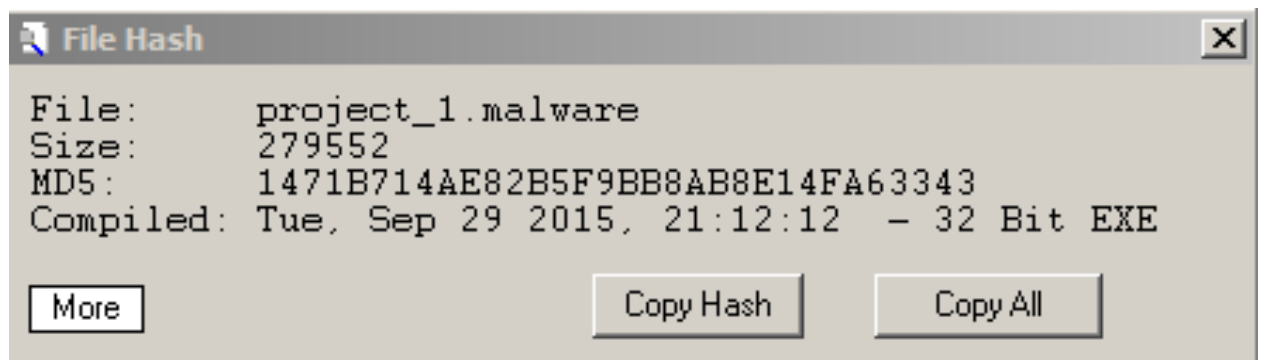 File Hash
File: project_1.malware
Size: 279552
MD5: 1471B714AE82B5F9BB8AB8E14FA63343
Compiled: Tue, Sep 29 2015, 21:12:12 – 32 Bit EXE
More Copy Hash Copy All